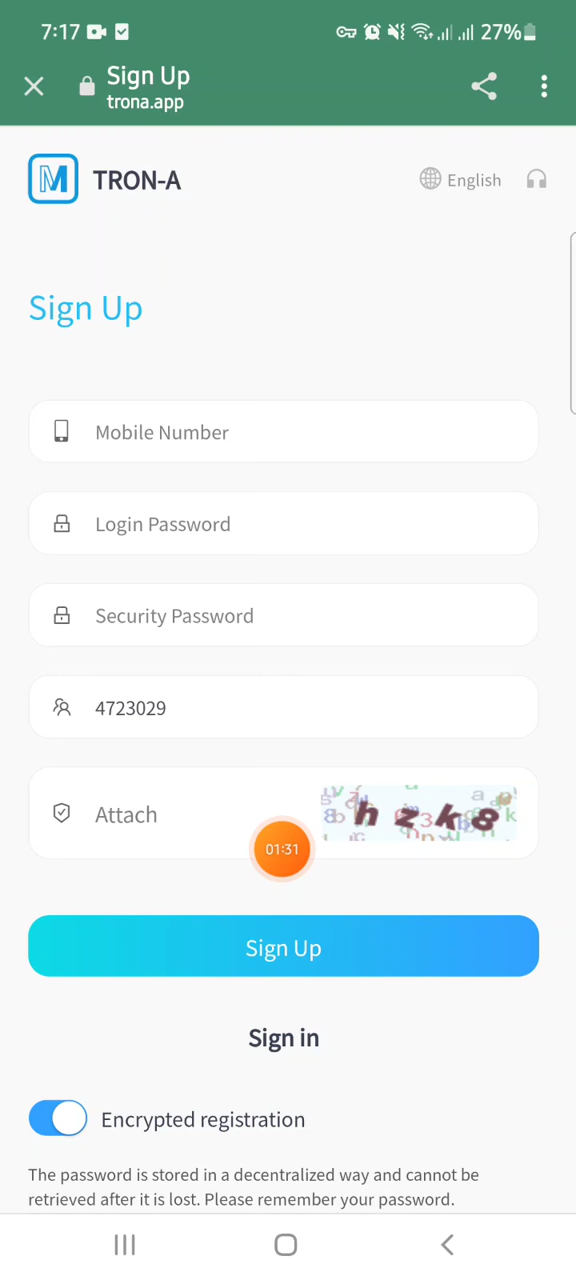 7:17
27%
Sign Up
trona.app
M TRON-A
English
Sign Up
Mobile Number
Login Password
Security Password
4723029
Attach
h z k 8
01:31
Sign Up
Sign in
Encrypted registration
The password is stored in a decentralized way and cannot be
retrieved after it is lost. Please remember your password.